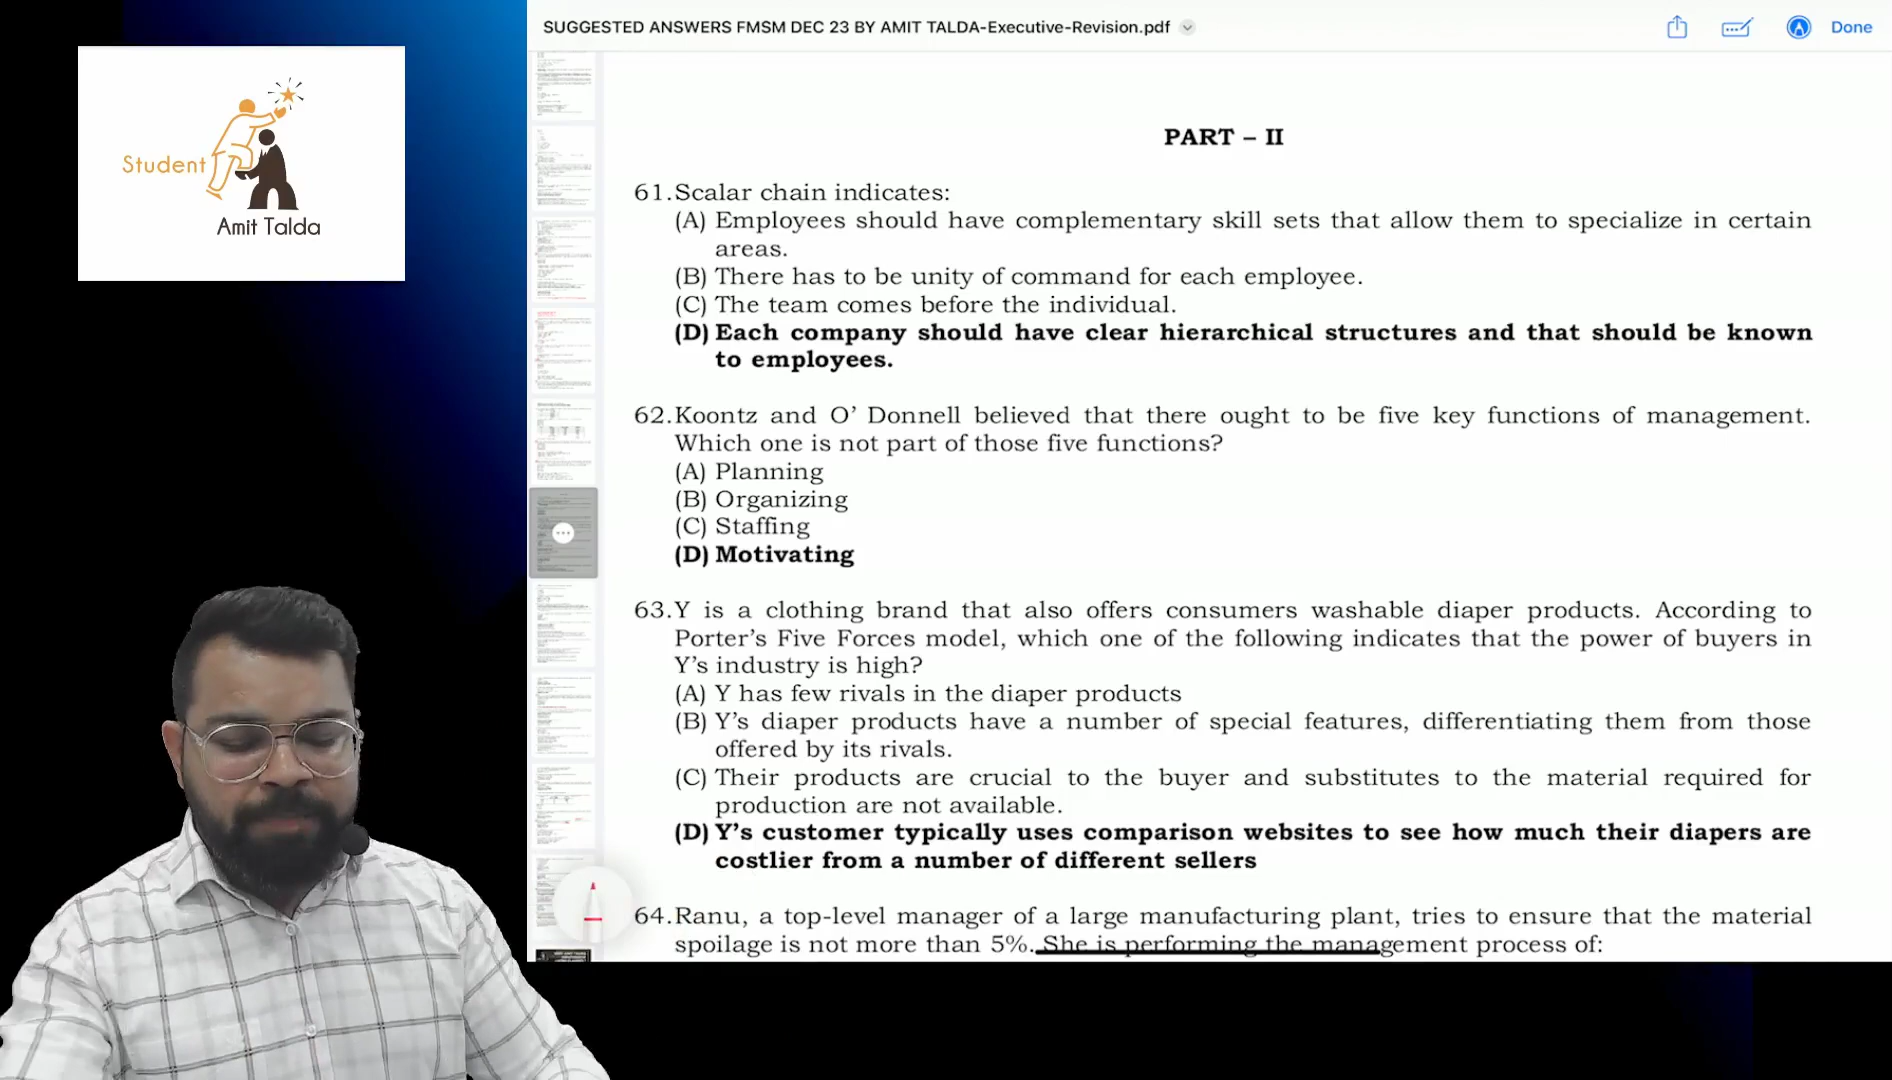 SUGGESTED ANSWERS FMSM DEC 23 BY AMIT TALDA-Executive-Revision.pdf
Done
Student
Amit Talda
PART – II
61. Scalar chain indicates:
(A) Employees should have complementary skill sets that allow them to specialize in certain
areas.
(B) There has to be unity of command for each employee.
(C) The team comes before the individual.
(D) Each company should have clear hierarchical structures and that should be known
to employees.
62. Koontz and O’ Donnell believed that there ought to be five key functions of management.
Which one is not part of those five functions?
(A) Planning
(B) Organizing
(C) Staffing
(D) Motivating
63. Y is a clothing brand that also offers consumers washable diaper products. According to
Porter’s Five Forces model, which one of the following indicates that the power of buyers in
Y’s industry is high?
(A) Y has few rivals in the diaper products
(B) Y’s diaper products have a number of special features, differentiating them from those
offered by its rivals.
(C) Their products are crucial to the buyer and substitutes to the material required for
production are not available.
(D) Y’s customer typically uses comparison websites to see how much their diapers are
costlier from a number of different sellers
64. Ranu, a top-level manager of a large manufacturing plant, tries to ensure that the material
spoilage is not more than 5%. She is performing the management process of: